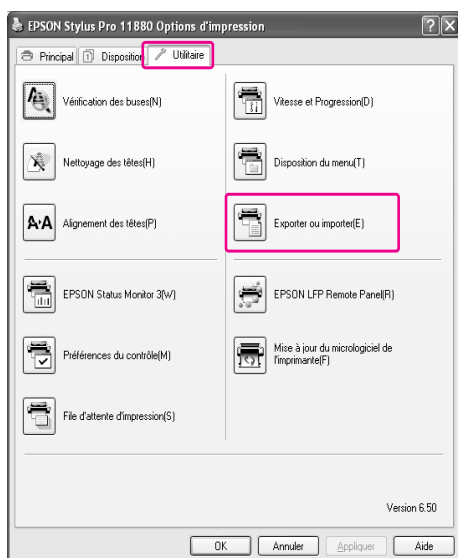 EPSON Stylus Pro 11880 Options d'impression
Principal
Disposition
Utilitaire
Vérification des buses(N)
Vitesse et Progression(D)
Nettoyage des têtes(H)
Disposition du menu(T)
Alignement des têtes(P)
Exporter ou importer(E)
EPSON Status Monitor 3(W)
EPSON LFP Remote Panel(R)
Préférences du contrôle(M)
Mise à jour du micrologiciel de
l'imprimante(F)
File d'attente d'impression(S)
Version 6.50
OK
Annuler
Appliquer
Aide